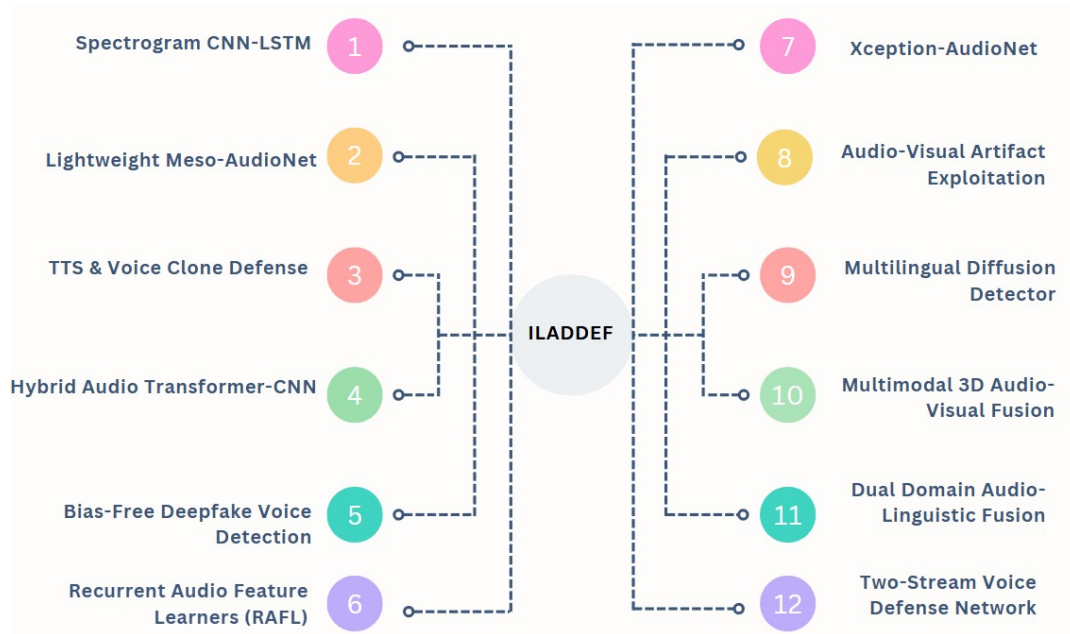 Spectrogram CNN-LSTM
1
Lightweight Meso-AudioNet
2
TTS & Voice Clone Defense
3
Hybrid Audio Transformer-CNN
4
Bias-Free Deepfake Voice
Detection
5
Recurrent Audio Feature
Learners (RAFL)
6
ILADDEF
7
Xception-AudioNet
8
Audio-Visual Artifact
Exploitation
9
Multilingual Diffusion
Detector
10
Multimodal 3D Audio-
Visual Fusion
11
Dual Domain Audio-
Linguistic Fusion
12
Two-Stream Voice
Defense Network